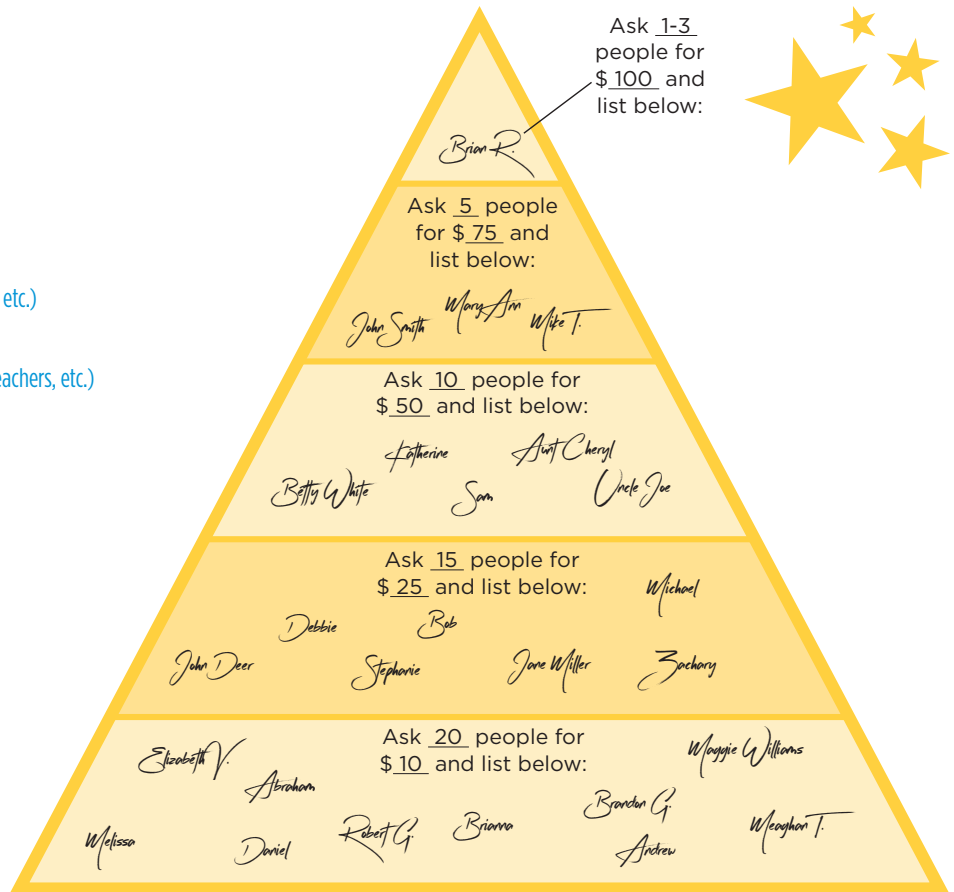 Ask 1-3
people for
$ 100 and
list below:
Brian R.
Ask 5 people
for $ 75 and
list below:
John Smith Mary Ann Mike T.
etc.)
eachers, etc.)
Ask 10 people for
$ 50 and list below:
Katherine Aunt Cheryl
Betty White Sam Uncle Joe
Ask 15 people for
$ 25 and list below:
Michael
Debbie Bob
John Deer Stephanie Jane Miller Zachary
Ask 20 people for
$ 10 and list below:
Elizabeth V. Maggie Williams
Abraham
Brandon G.
Melissa Daniel Robert G. Brianna Andrew Meaghan T.